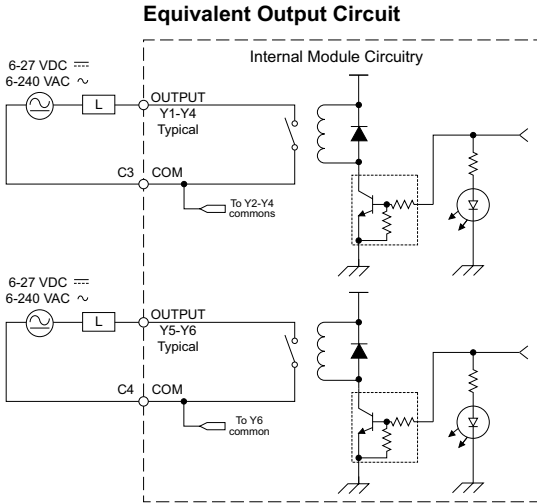 Equivalent Output Circuit
Internal Module Circuitry
6-27 VDC ⎓
6-240 VAC ∿
L
OUTPUT
Y1-Y4
Typical
C3
COM
To Y2-Y4
commons
6-27 VDC ⎓
6-240 VAC ∿
L
OUTPUT
Y5-Y6
Typical
C4
COM
To Y6
common